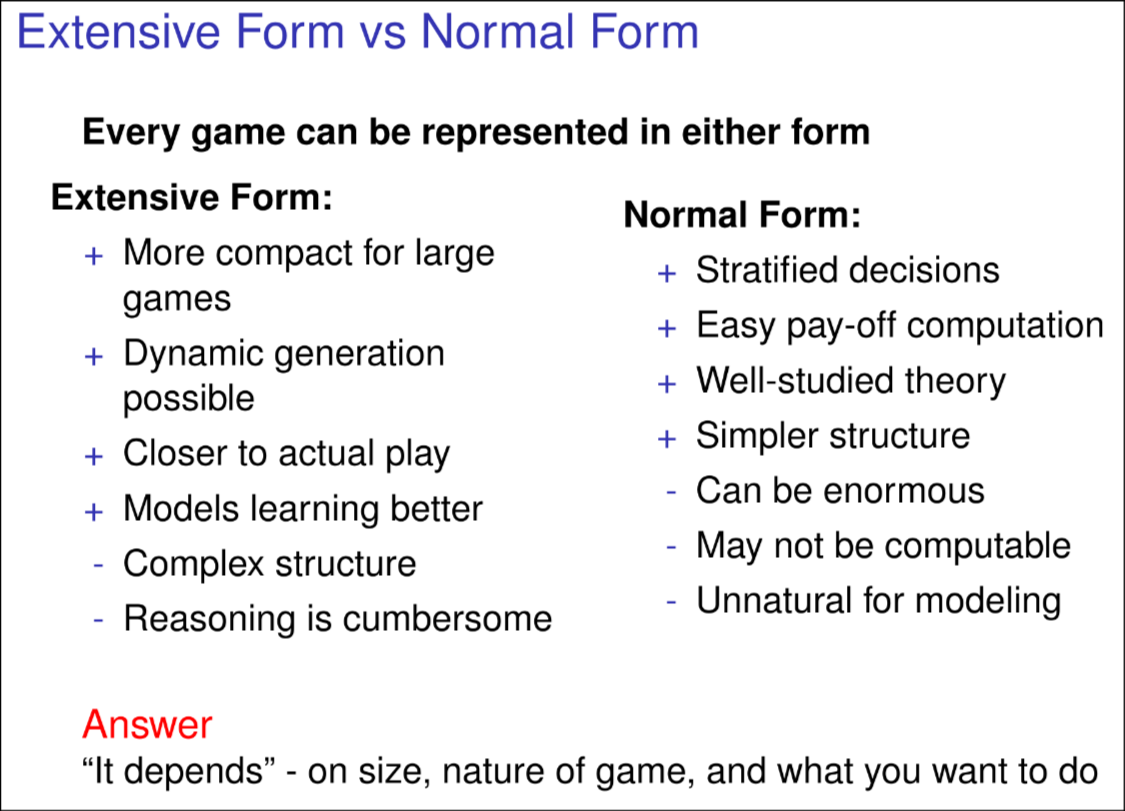 Extensive Form vs Normal Form
Every game can be represented in either form
Extensive Form:
+ More compact for large
games
+ Dynamic generation
possible
+ Closer to actual play
+ Models learning better
- Complex structure
- Reasoning is cumbersome
Normal Form:
+ Stratified decisions
+ Easy pay-off computation
+ Well-studied theory
+ Simpler structure
- Can be enormous
- May not be computable
- Unnatural for modeling
Answer
“It depends” - on size, nature of game, and what you want to do